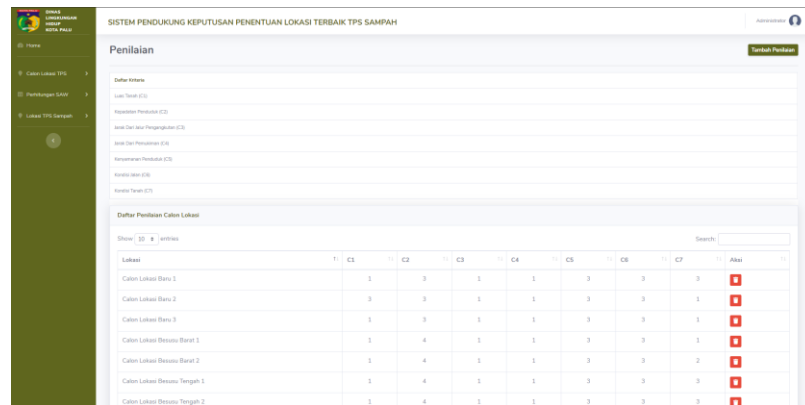 DINAS
LINGKUNGAN
HIDUP
KOTA PALU
SISTEM PENDUKUNG KEPUTUSAN PENENTUAN LOKASI TERBAIK TPS SAMPAH
Administrator
Home
Penilaian
Tambah Penilaian
Calon Lokasi TPS
Perhitungan SAW
Lokasi TPS Sampah
Daftar Kriteria
Luas Tanah (C1)
Kepadatan Penduduk (C2)
Jarak Dari Jalur Pengangkutan (C3)
Jarak Dari Pemukiman (C4)
Kenyamanan Penduduk (C5)
Kondisi Jalan (C6)
Kondisi Tanah (C7)
Daftar Penilaian Calon Lokasi
Show 10 entries Search:
Lokasi C1 C2 C3 C4 C5 C6 C7 Aksi
Calon Lokasi Baru 1 1 3 1 1 3 3 3
Calon Lokasi Baru 2 3 3 1 1 3 3 1
Calon Lokasi Baru 3 1 3 1 1 3 3 1
Calon Lokasi Besusu Barat 1 1 4 1 1 3 3 1
Calon Lokasi Besusu Barat 2 1 4 1 1 3 3 2
Calon Lokasi Besusu Tengah 1 1 4 1 1 3 3 3
Calon Lokasi Besusu Tengah 2 1 4 1 1 3 3 3